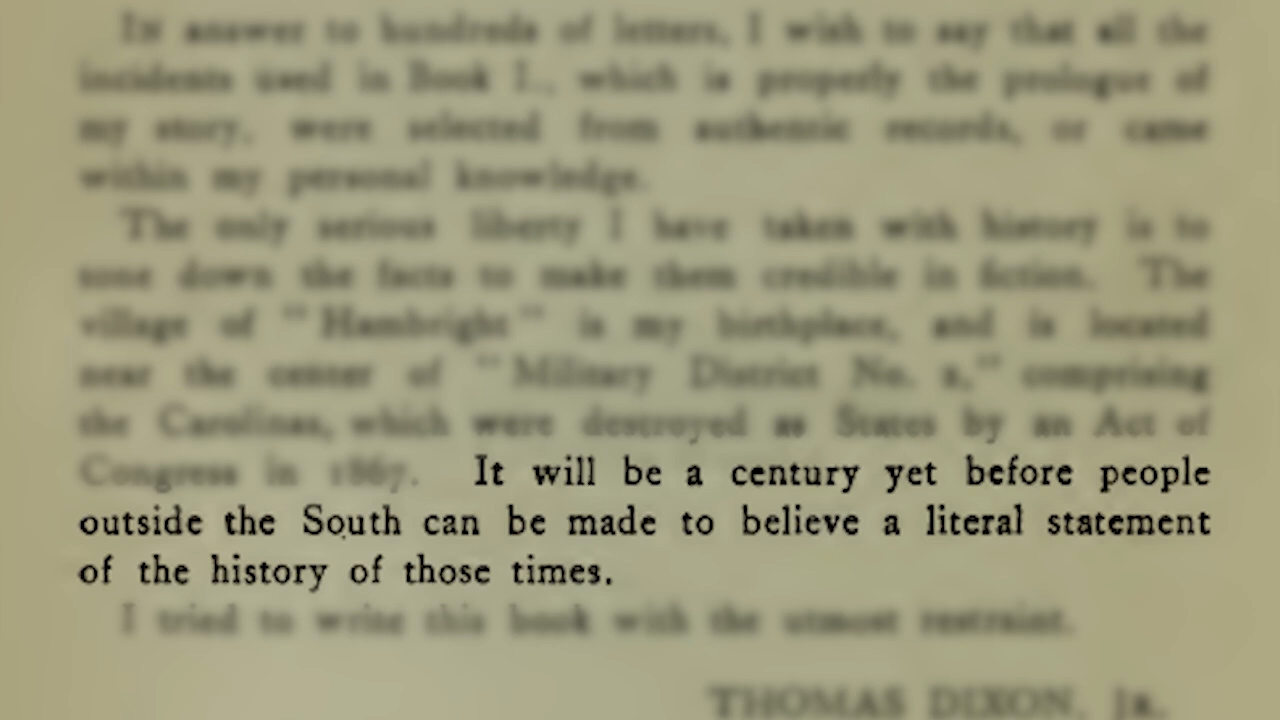 In answer to hundreds of letters, I wish to say that all the
incidents used in Book I., which is properly the prologue of
my story, were selected from authentic records, or came
within my personal knowledge.
The only serious liberty I have taken with history is to
tone down the facts to make them credible in fiction. The
village of "Hambright" is my birthplace, and is located
near the center of "Military District No. 2," comprising
the Carolinas, which were destroyed as States by an Act of
Congress in 1867. It will be a century yet before people
outside the South can be made to believe a literal statement
of the history of those times.
I tried to write this book with the utmost restraint.
THOMAS DIXON, JR.